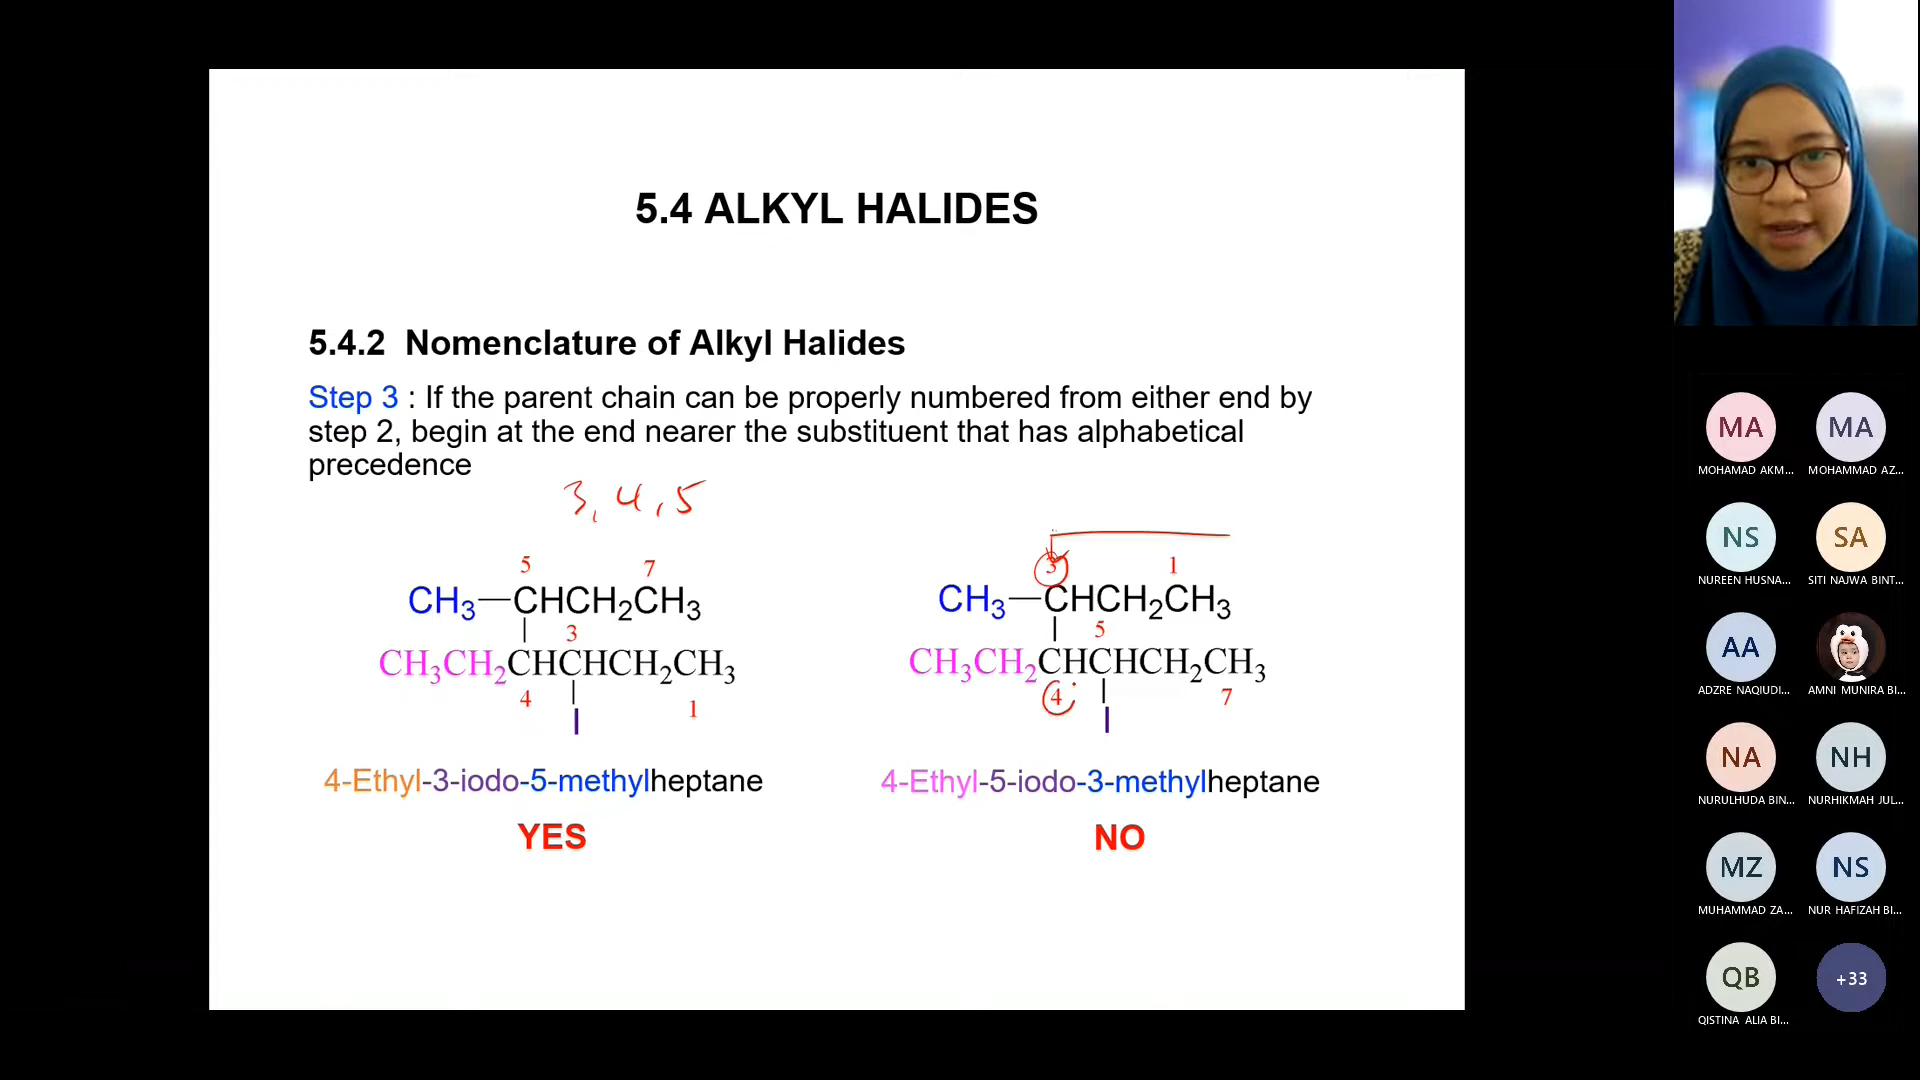 5.4 ALKYL HALIDES
5.4.2 Nomenclature of Alkyl Halides
Step 3 : If the parent chain can be properly numbered from either end by
step 2, begin at the end nearer the substituent that has alphabetical
precedence
3, 4, 5
5 7
CH3—CHCH2CH3
3
CH3CH2CHCHCH2CH3
4 1
I
4-Ethyl-3-iodo-5-methylheptane
YES
3 1
CH3—CHCH2CH3
5
CH3CH2CHCHCH2CH3
4 7
I
4-Ethyl-5-iodo-3-methylheptane
NO
MA MA
MOHAMAD AKM... MOHAMMAD AZ...
NS SA
NUREEN HUSNA... SITI NAJWA BINT...
AA
ADZRE NAQIUDI... AMNI MUNIRA BI...
NA NH
NURULHUDA BIN... NURHIKMAH JUL...
MZ NS
MUHAMMAD ZA... NUR HAFIZAH BI...
QB +33
QISTINA ALIA BI...